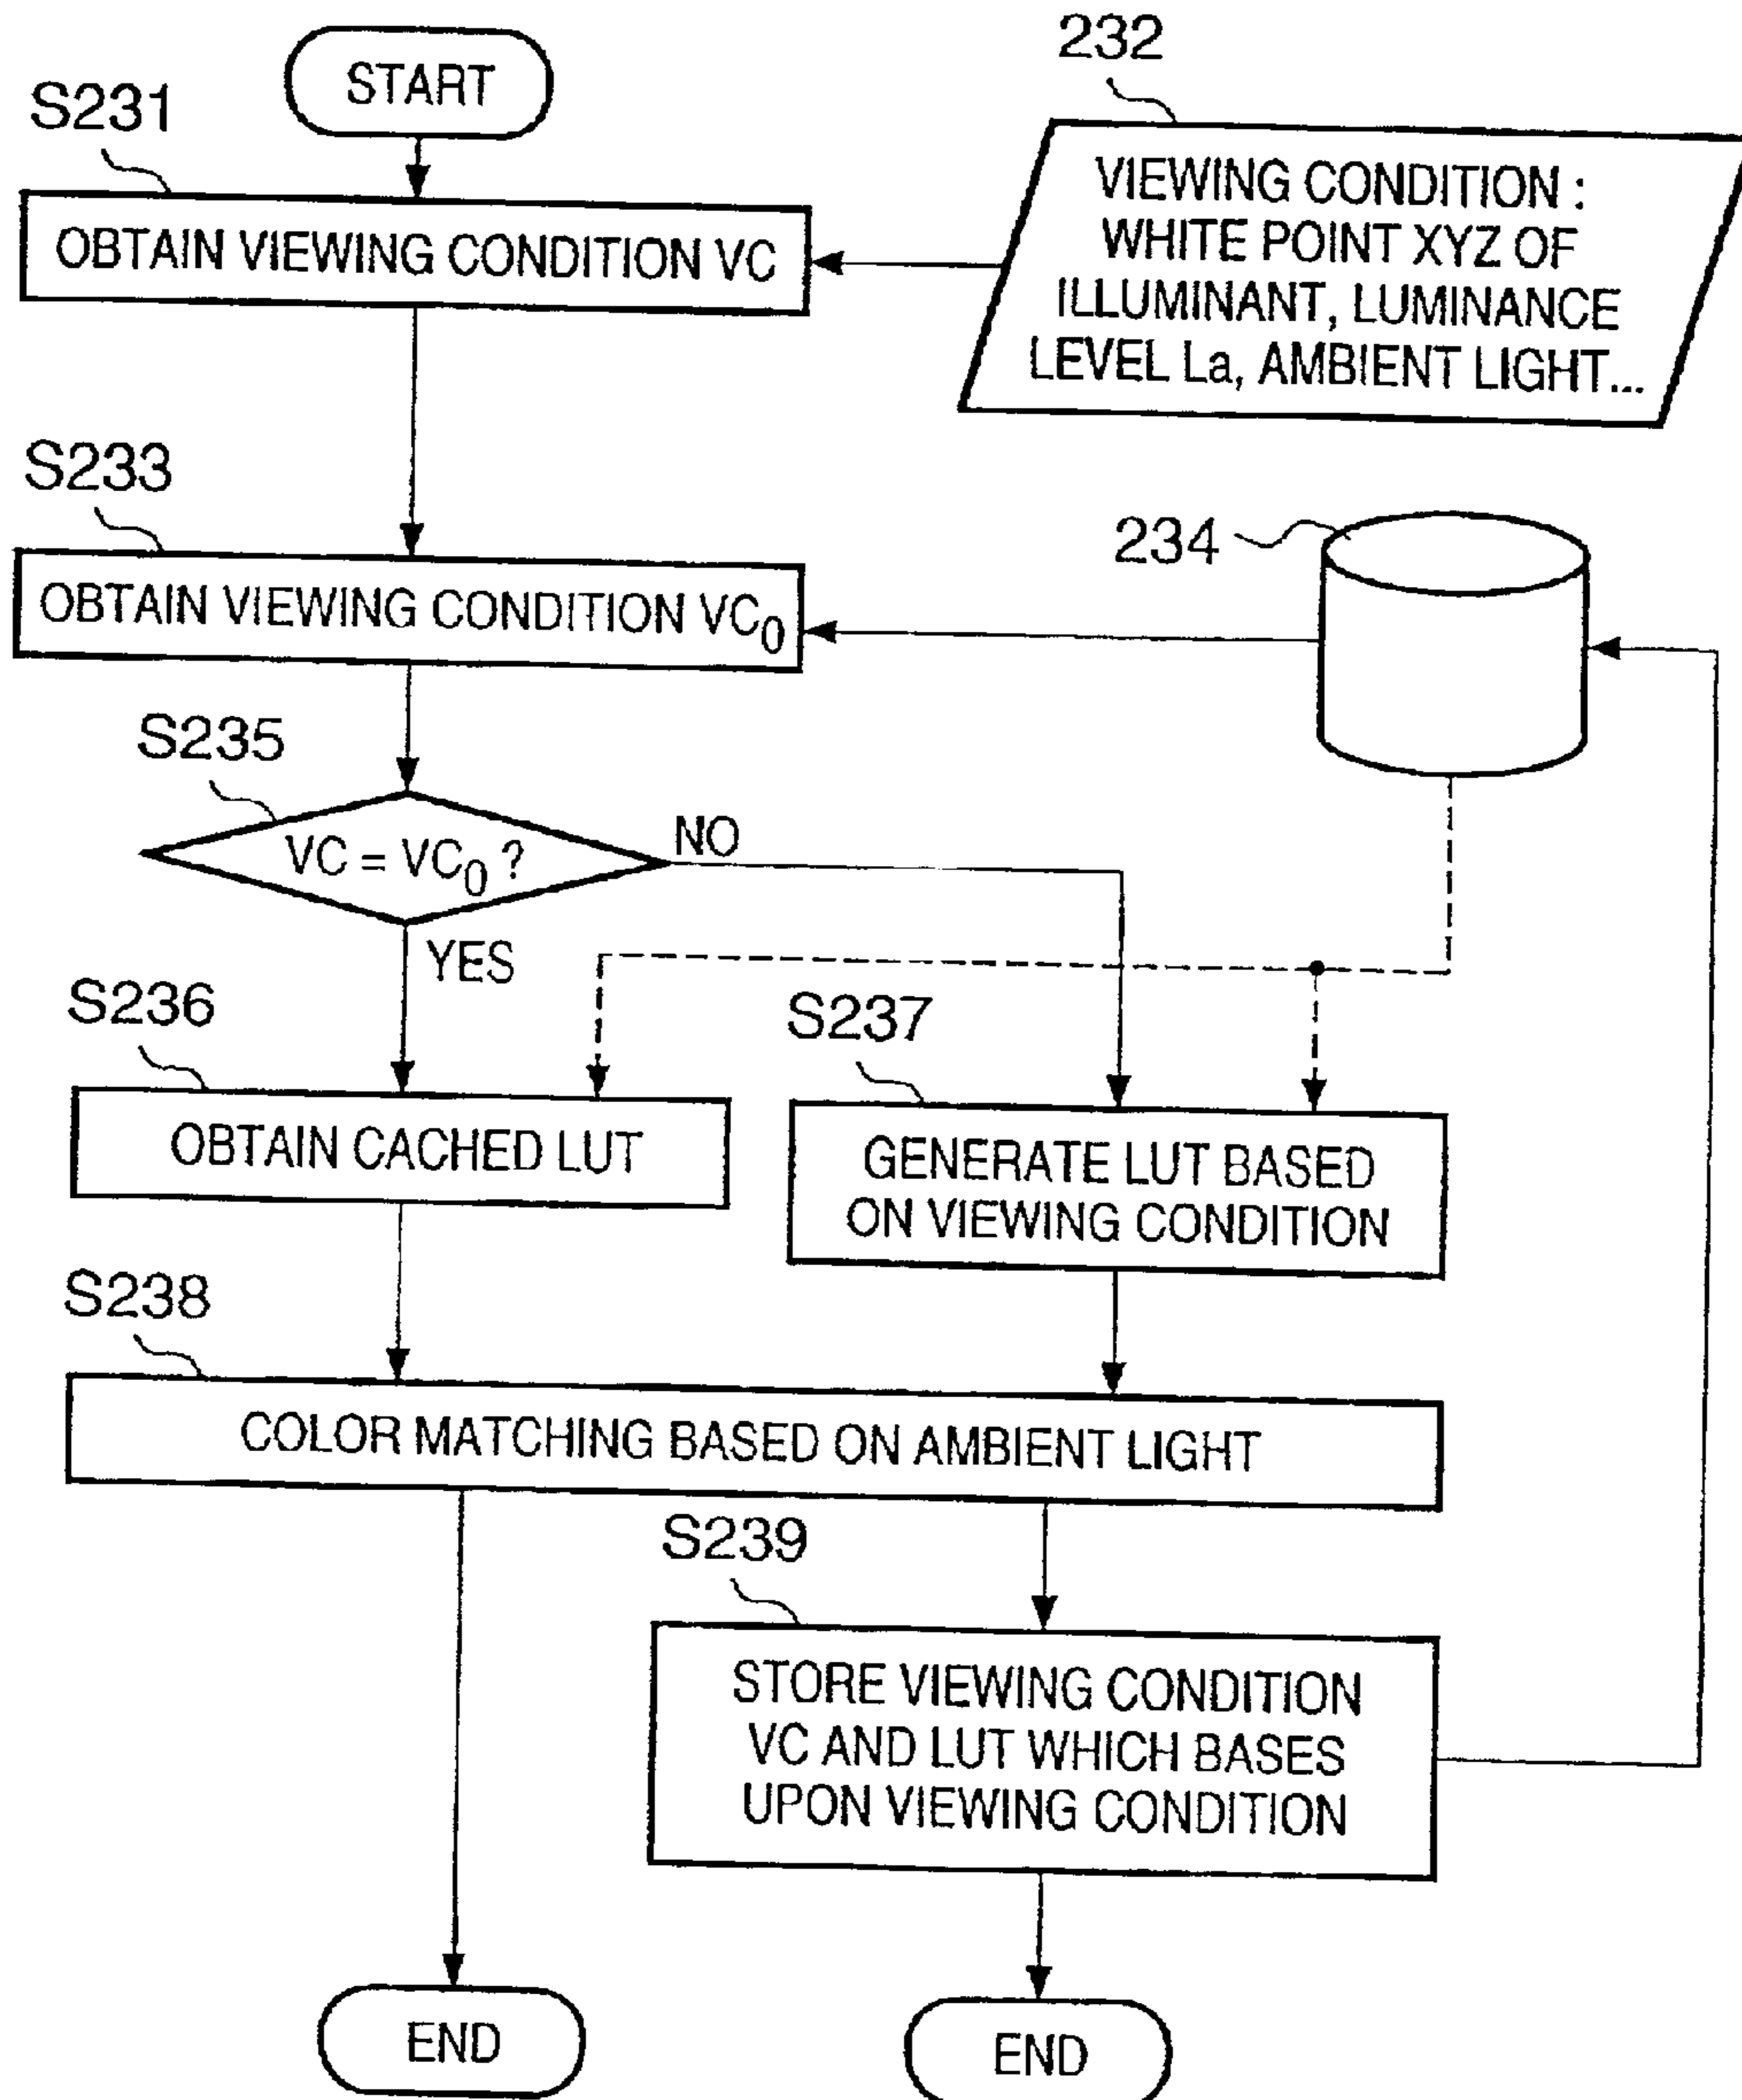 START
232
S231
VIEWING CONDITION :
WHITE POINT XYZ OF
ILLUMINANT, LUMINANCE
LEVEL La, AMBIENT LIGHT...
OBTAIN VIEWING CONDITION VC
S233
234
OBTAIN VIEWING CONDITION VC₀
S235
VC = VC₀ ?
NO
YES
S236
S237
OBTAIN CACHED LUT
GENERATE LUT BASED
ON VIEWING CONDITION
S238
COLOR MATCHING BASED ON AMBIENT LIGHT
S239
STORE VIEWING CONDITION
VC AND LUT WHICH BASES
UPON VIEWING CONDITION
END
END